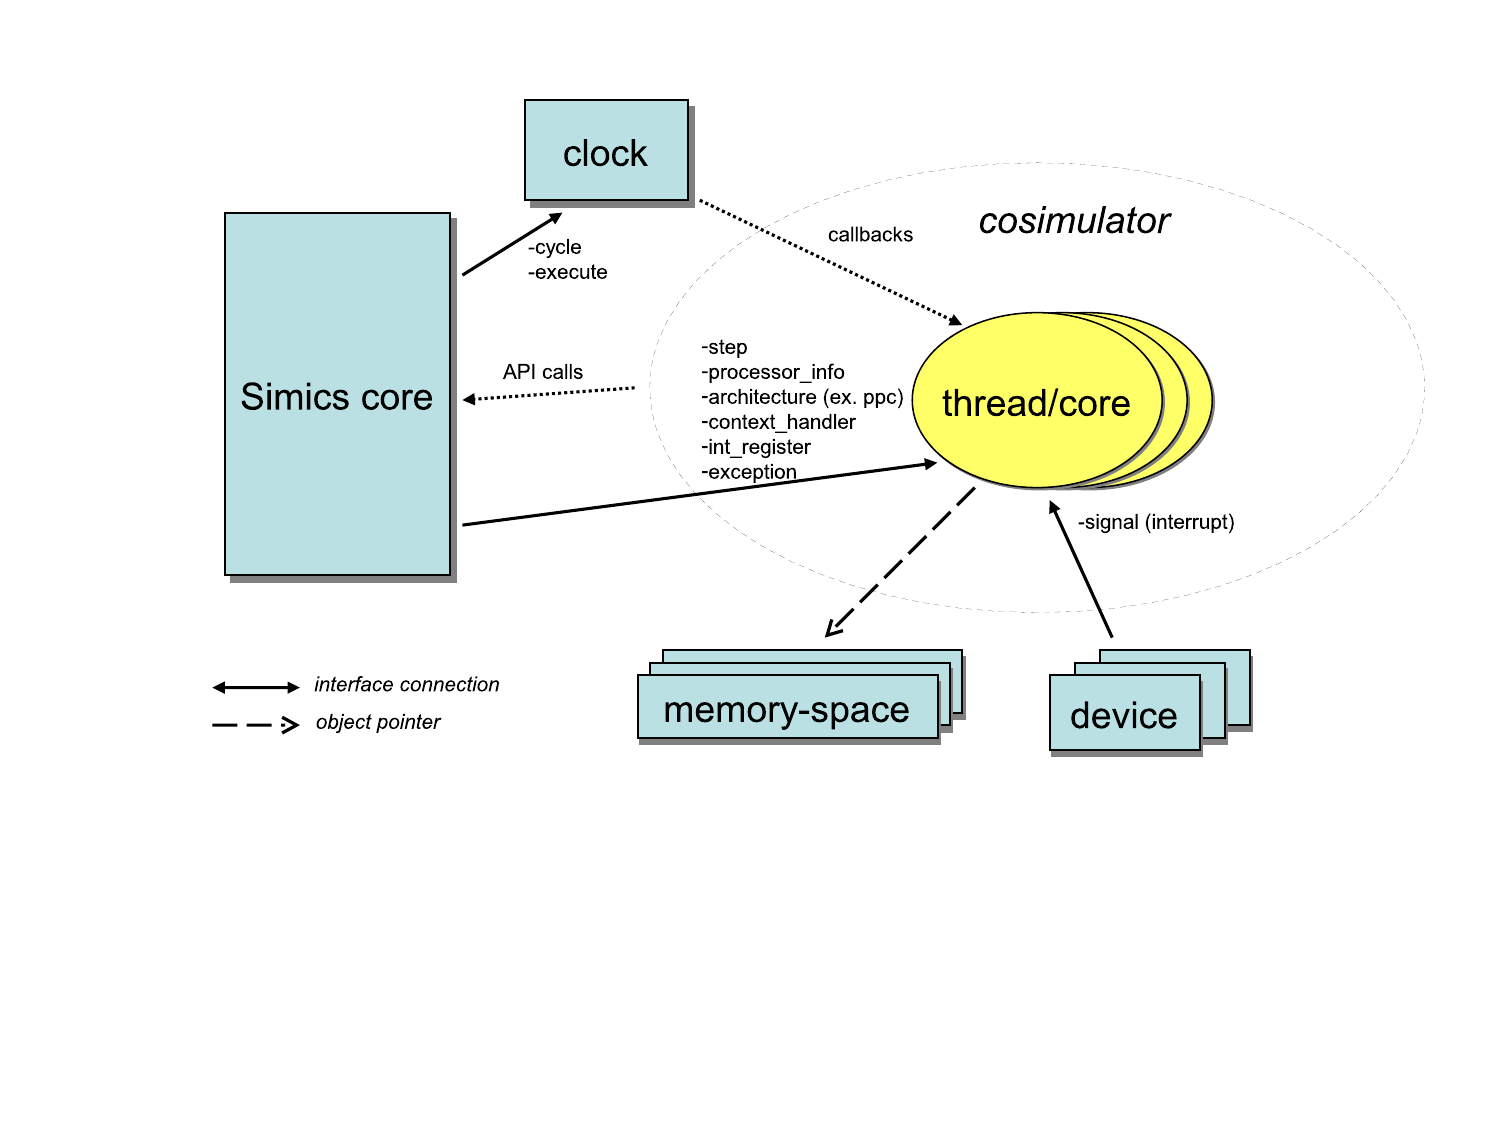 clock
cosimulator
callbacks
-cycle
-execute
Simics core
API calls
-step
-processor_info
-architecture (ex. ppc)
-context_handler
-int_register
-exception
thread/core
-signal (interrupt)
interface connection
object pointer
memory-space
device